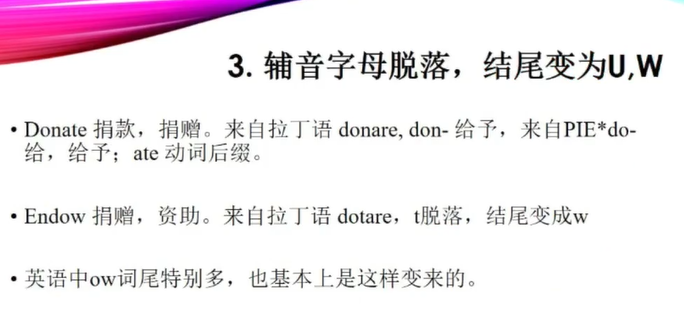 3. 辅音字母脱落，结尾变为U,W
• Donate 捐款，捐赠。来自拉丁语 donare, don- 给予，来自PIE*do-
给，给予；ate 动词后缀。
• Endow 捐赠，资助。来自拉丁语 dotare，t脱落，结尾变成w
• 英语中ow词尾特别多，也基本上是这样变来的。